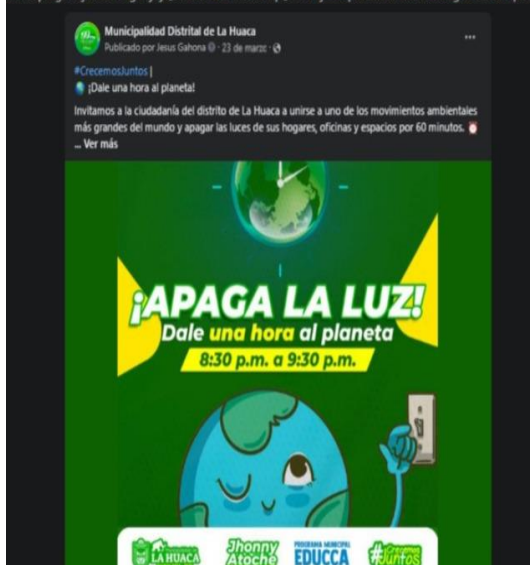 Municipalidad Distrital de La Huaca
Publicado por Jesus Gahona · 23 de marzo ·
#CrecemosJuntos |
¡Dale una hora al planeta!
Invitamos a la ciudadanía del distrito de La Huaca a unirse a uno de los movimientos ambientales
más grandes del mundo y apagar las luces de sus hogares, oficinas y espacios por 60 minutos.
... Ver más
¡APAGA LA LUZ!
Dale una hora al planeta
8:30 p.m. a 9:30 p.m.
LA HUACA
Jhonny
Atoche
PROGRAMA MUNICIPAL
EDUCCA
#Crecemos
Juntos